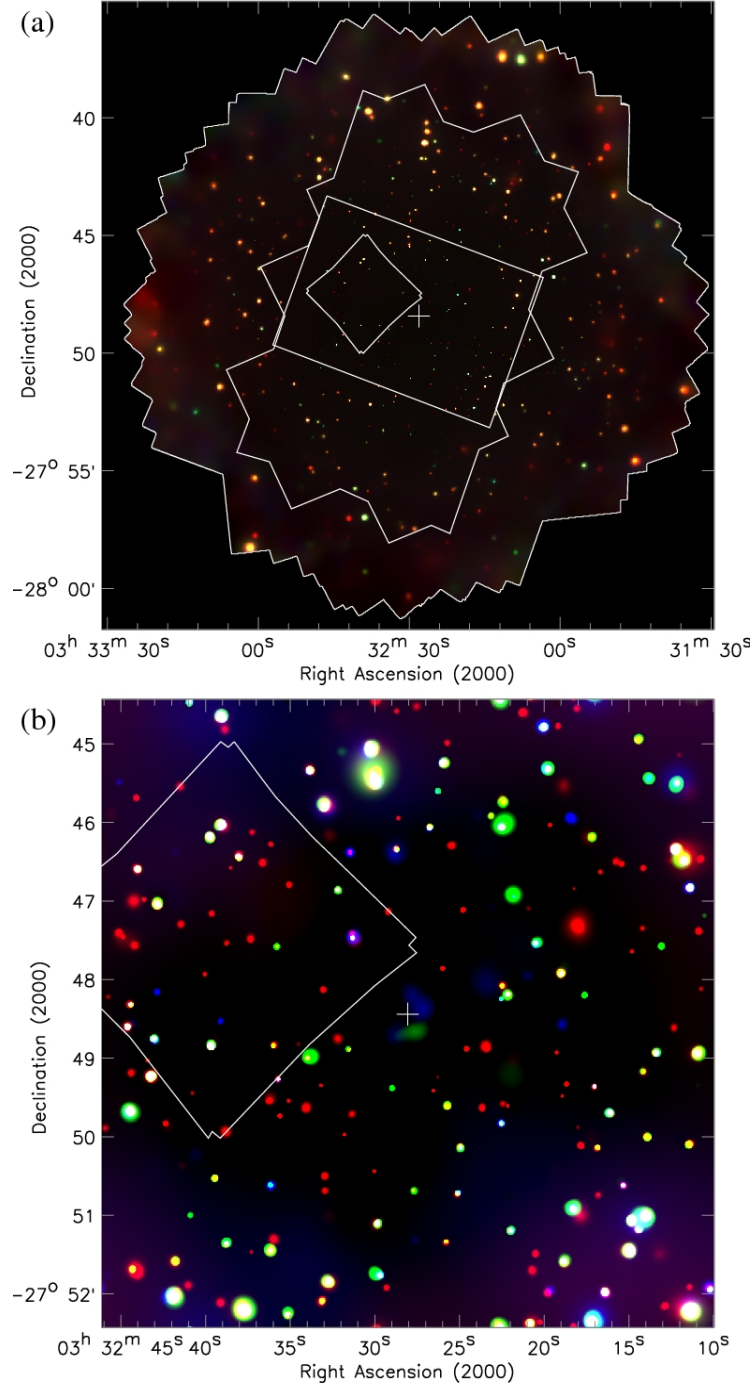 (a)
40
45
50
−27° 55'
−28° 00'
Declination (2000)
03ʰ 33ᵐ 30ˢ 00ˢ 32ᵐ 30ˢ 00ˢ 31ᵐ 30ˢ
Right Ascension (2000)
(b)
45
46
47
48
49
50
51
−27° 52'
Declination (2000)
03ʰ 32ᵐ 45ˢ 40ˢ 35ˢ 30ˢ 25ˢ 20ˢ 15ˢ 10ˢ
Right Ascension (2000)